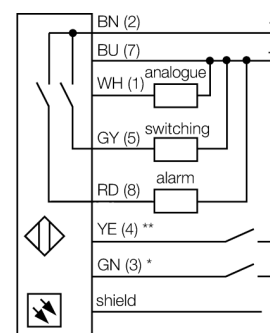 BN (2)
BU (7)
WH (1) analogue
GY (5) switching
RD (8) alarm
YE (4) **
GN (3) *
shield